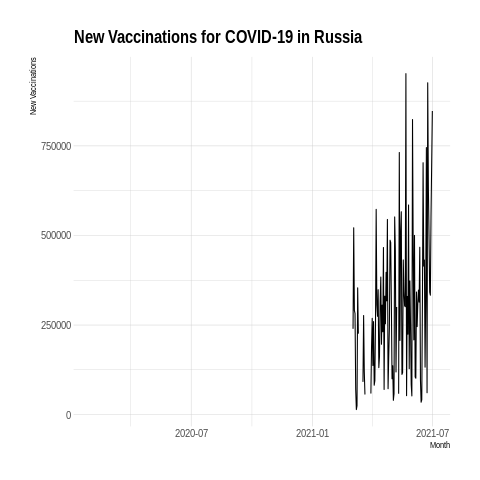 New Vaccinations for COVID-19 in Russia
New Vaccinations
750000
500000
250000
0
2020-07 2021-01 2021-07
Month